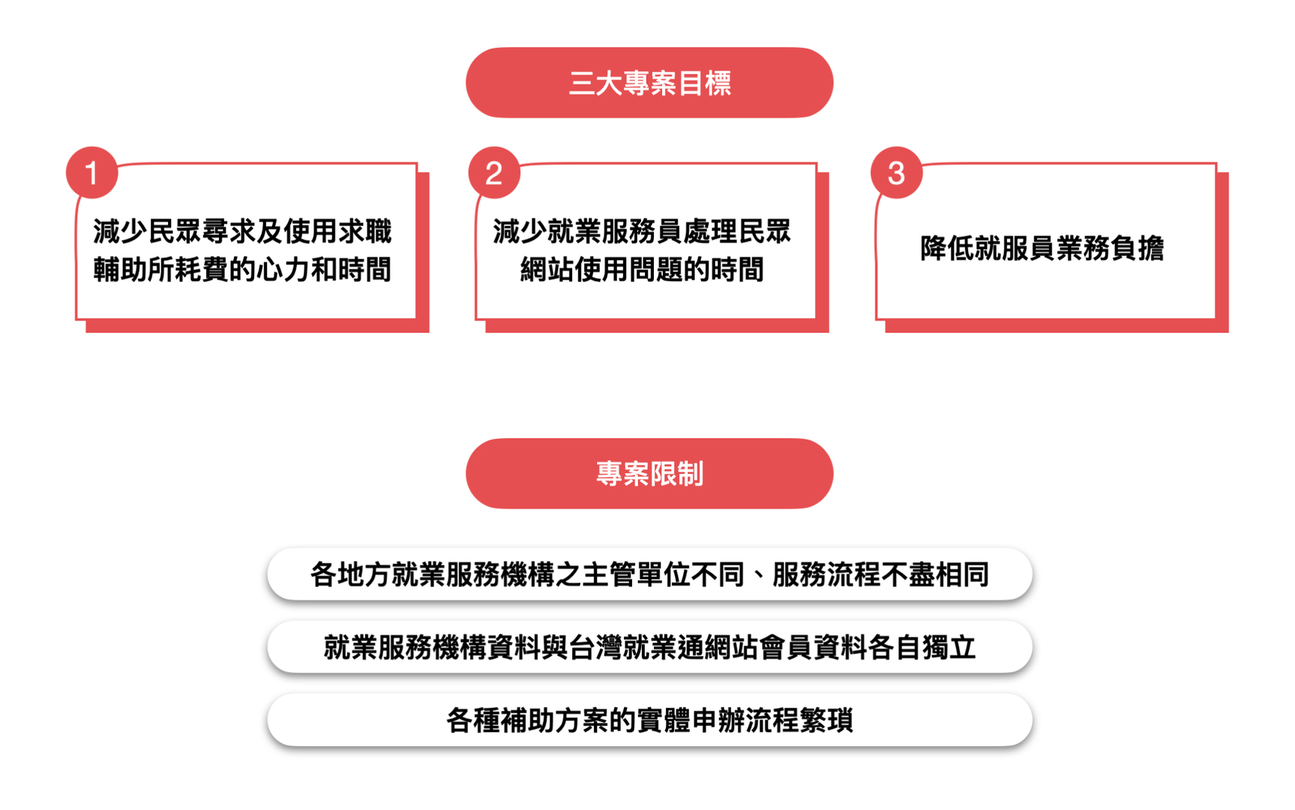 三大專案目標
1
減少民眾尋求及使用求職
輔助所耗費的心力和時間
2
減少就業服務員處理民眾
網站使用問題的時間
3
降低就服員業務負擔
專案限制
各地方就業服務機構之主管單位不同、服務流程不盡相同
就業服務機構資料與台灣就業通網站會員資料各自獨立
各種補助方案的實體申辦流程繁瑣